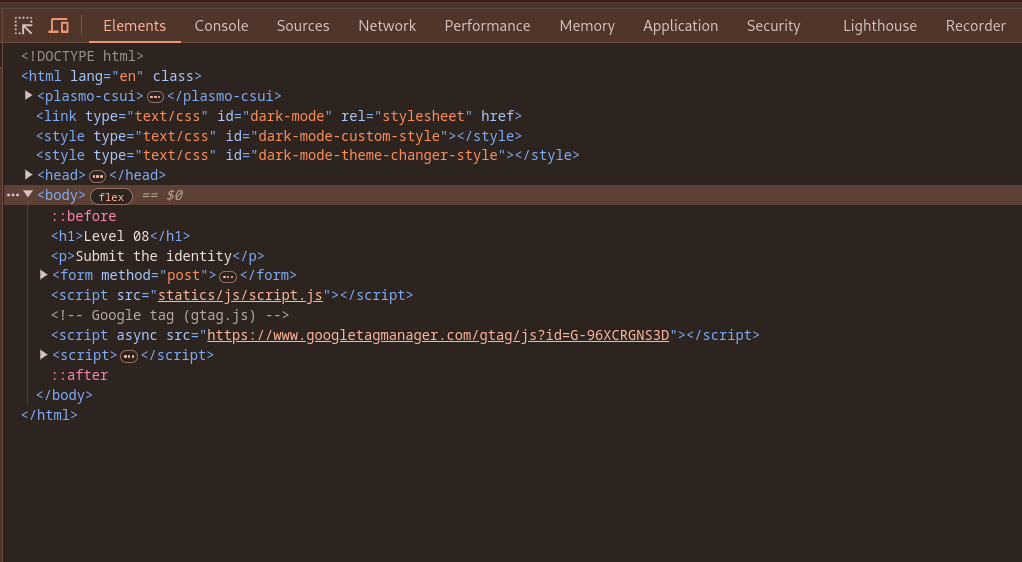 Elements Console Sources Network Performance Memory Application Security Lighthouse Recorder
<!DOCTYPE html>
<html lang="en" class>
<plasmo-csui>…</plasmo-csui>
<link type="text/css" id="dark-mode" rel="stylesheet" href>
<style type="text/css" id="dark-mode-custom-style"></style>
<style type="text/css" id="dark-mode-theme-changer-style"></style>
<head>…</head>
<body> flex == $0
::before
<h1>Level 08</h1>
<p>Submit the identity</p>
<form method="post">…</form>
<script src="statics/js/script.js"></script>
<!-- Google tag (gtag.js) -->
<script async src="https://www.googletagmanager.com/gtag/js?id=G-96XCRGNS3D"></script>
<script>…</script>
::after
</body>
</html>